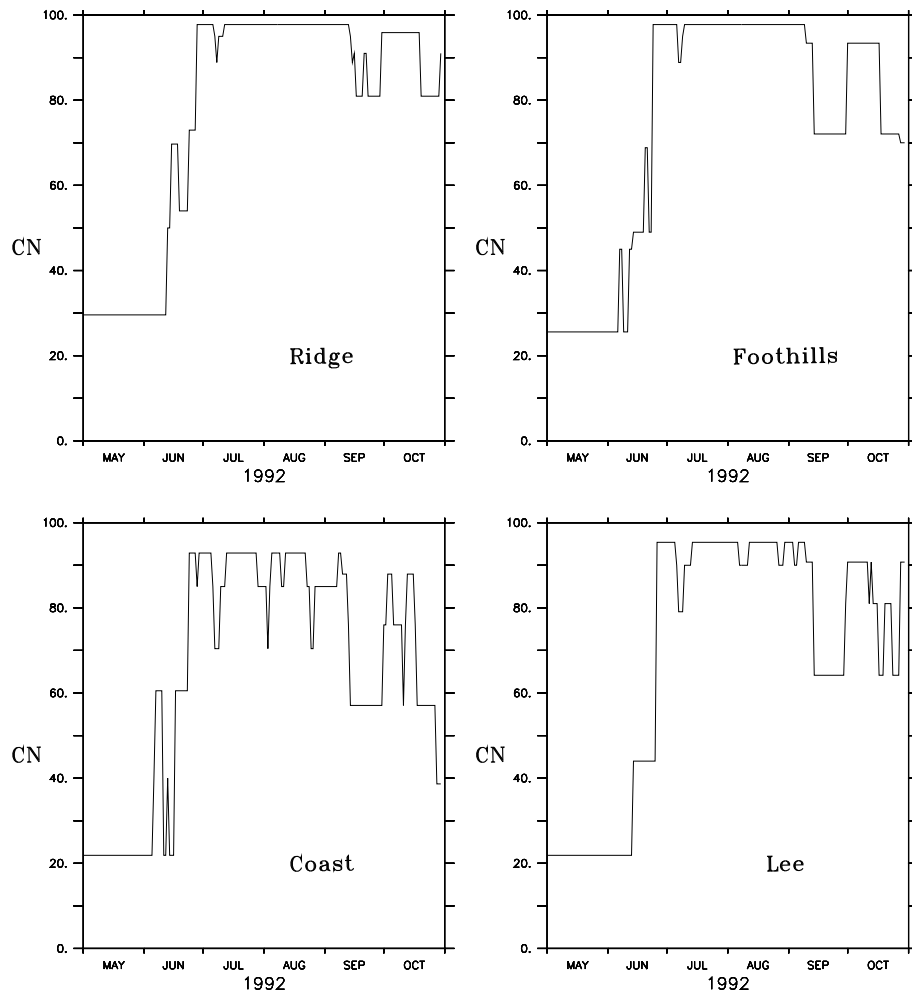 100.
80.
60.
CN
40.
20.
Ridge
0.
MAY JUN JUL AUG SEP OCT
1992
100.
80.
60.
CN
40.
20.
Foothills
0.
MAY JUN JUL AUG SEP OCT
1992
100.
80.
60.
CN
40.
20.
Coast
0.
MAY JUN JUL AUG SEP OCT
1992
100.
80.
60.
CN
40.
20.
Lee
0.
MAY JUN JUL AUG SEP OCT
1992